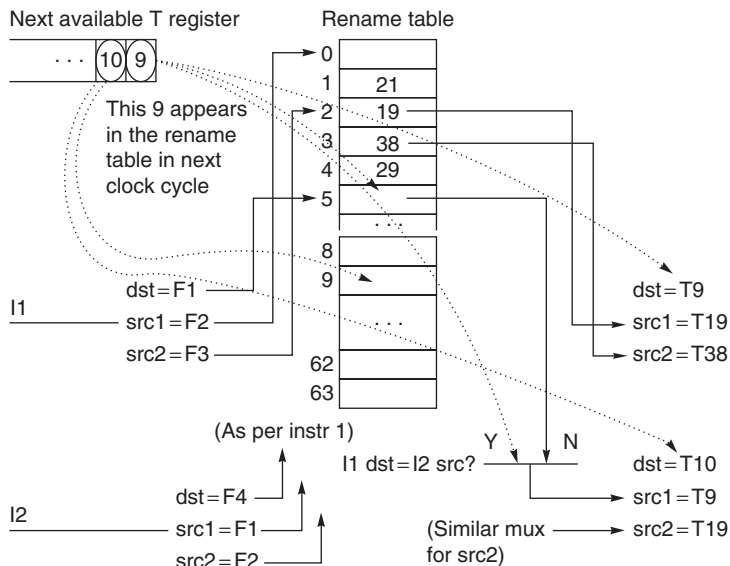 Next available T register
Rename table
· · · 10 9
This 9 appears
in the rename
table in next
clock cycle
0
1 21
2 19
3 38
4 29
5
· · ·
8
9
· · ·
62
63
I1
dst=F1
src1=F2
src2=F3
dst=T9
src1=T19
src2=T38
(As per instr 1)
Y N
I1 dst=I2 src?
I2
dst=F4
src1=F1
src2=F2
dst=T10
src1=T9
src2=T19
(Similar mux
for src2)